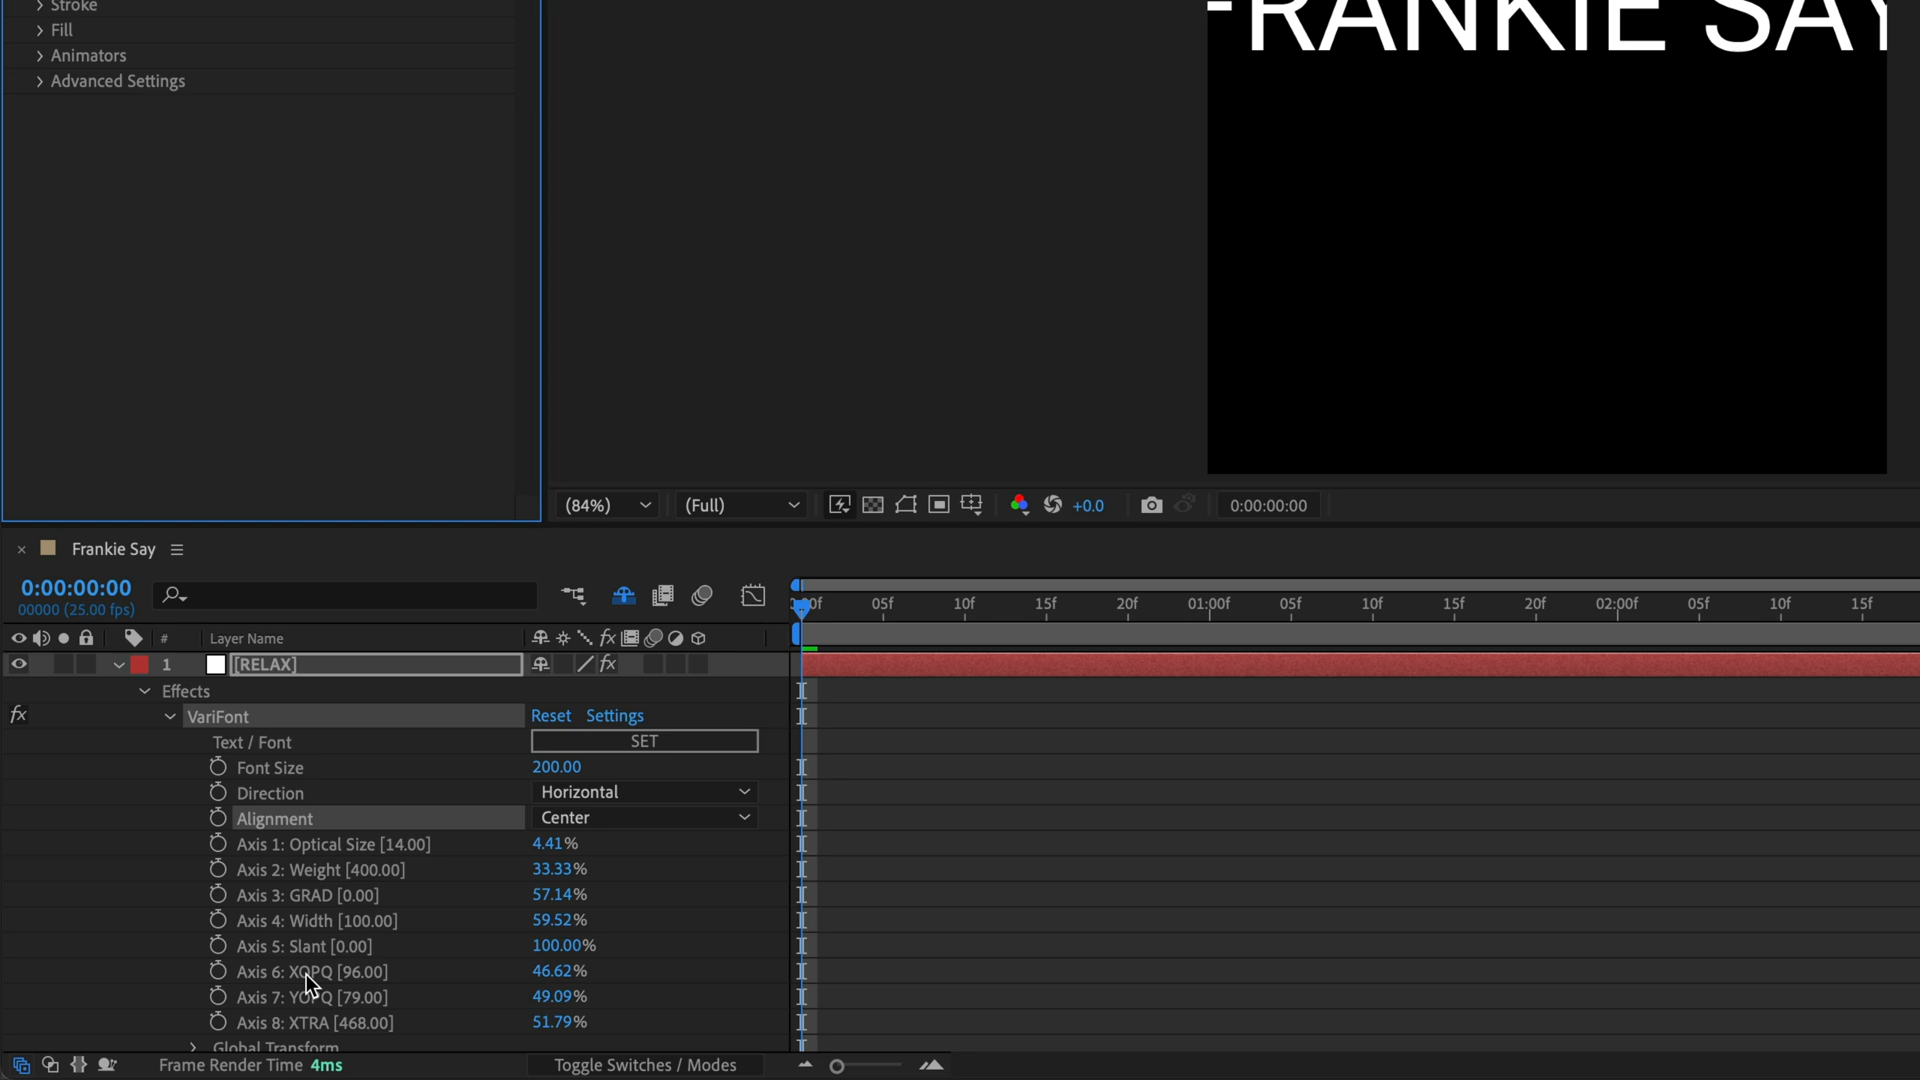 Stroke
Fill
Animators
Advanced Settings
FRANKIE SAY
(84%)
(Full)
+0.0
0:00:00:00
Frankie Say
0:00:00:00
00000 (25.00 fps)
05f 10f 15f 20f 01:00f 05f 10f 15f 20f 02:00f 05f 10f 15f
# Layer Name fx
1 [RELAX] fx
Effects
fx VariFont Reset Settings
Text / Font SET
Font Size 200.00
Direction Horizontal
Alignment Center
Axis 1: Optical Size [14.00] 4.41%
Axis 2: Weight [400.00] 33.33%
Axis 3: GRAD [0.00] 57.14%
Axis 4: Width [100.00] 59.52%
Axis 5: Slant [0.00] 100.00%
Axis 6: XOPQ [96.00] 46.62%
Axis 7: YOPQ [79.00] 49.09%
Axis 8: XTRA [468.00] 51.79%
Global Transform
Frame Render Time 4ms Toggle Switches / Modes